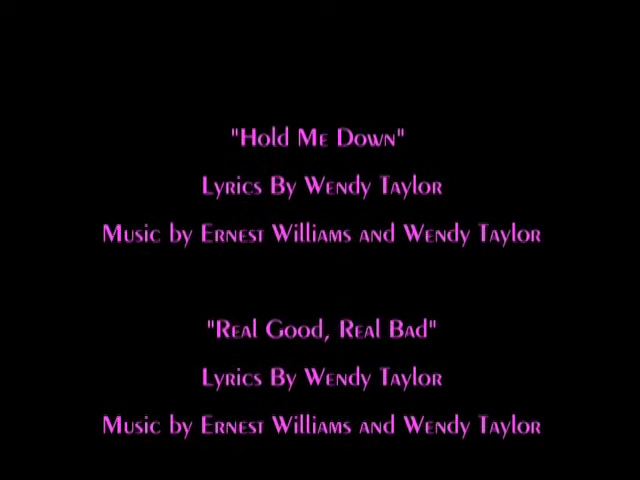 "Hold Me Down"
Lyrics By Wendy Taylor
Music by Ernest Williams and Wendy Taylor
"Real Good, Real Bad"
Lyrics By Wendy Taylor
Music by Ernest Williams and Wendy Taylor